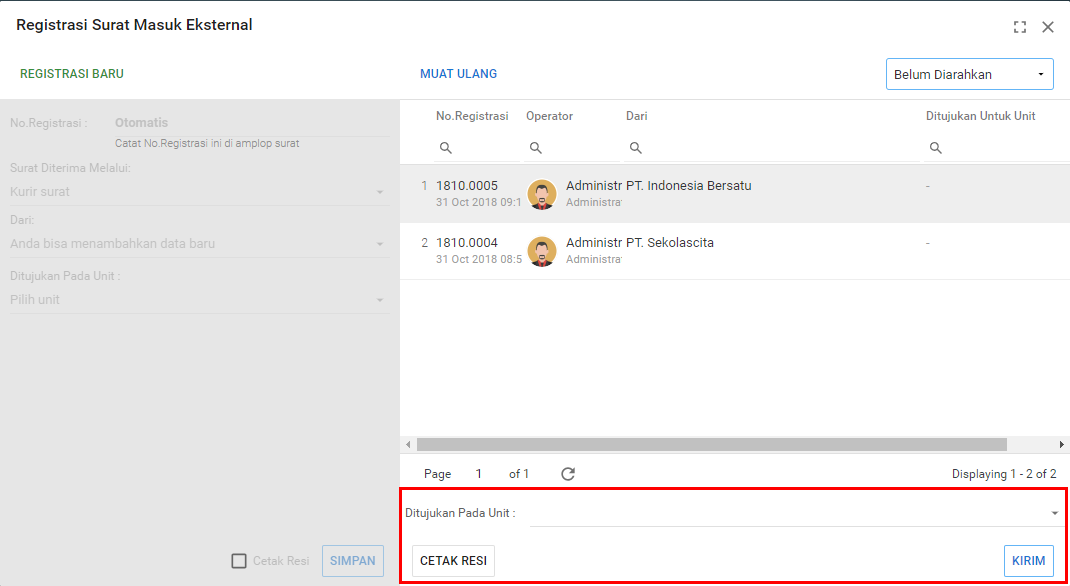 Registrasi Surat Masuk Eksternal
REGISTRASI BARU
MUAT ULANG
Belum Diarahkan
No.Registrasi :
Otomatis
Catat No.Registrasi ini di amplop surat
Surat Diterima Melalui:
Kurir surat
Dari:
Anda bisa menambahkan data baru
Ditujukan Pada Unit :
Pilih unit
Cetak Resi
SIMPAN
No.Registrasi Operator Dari Ditujukan Untuk Unit
1 1810.0005 Administr PT. Indonesia Bersatu -
31 Oct 2018 09:1 Administra
2 1810.0004 Administr PT. Sekolascita -
31 Oct 2018 08:5 Administra
Page 1 of 1 Displaying 1 - 2 of 2
Ditujukan Pada Unit :
CETAK RESI KIRIM